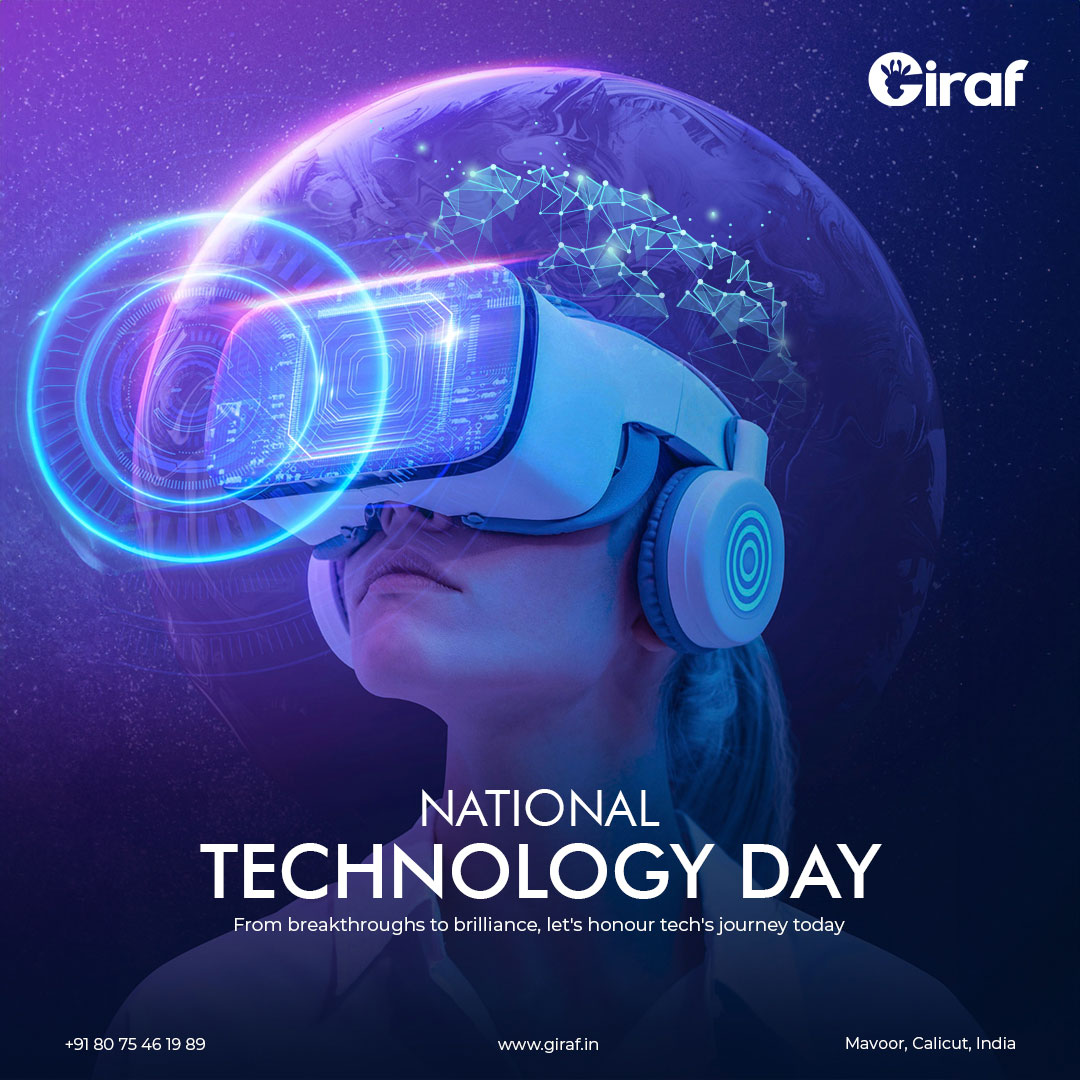 Giraf
NATIONAL
TECHNOLOGY DAY
From breakthroughs to brilliance, let's honour tech's journey today
+91 80 75 46 19 89
www.giraf.in
Mavoor, Calicut, India